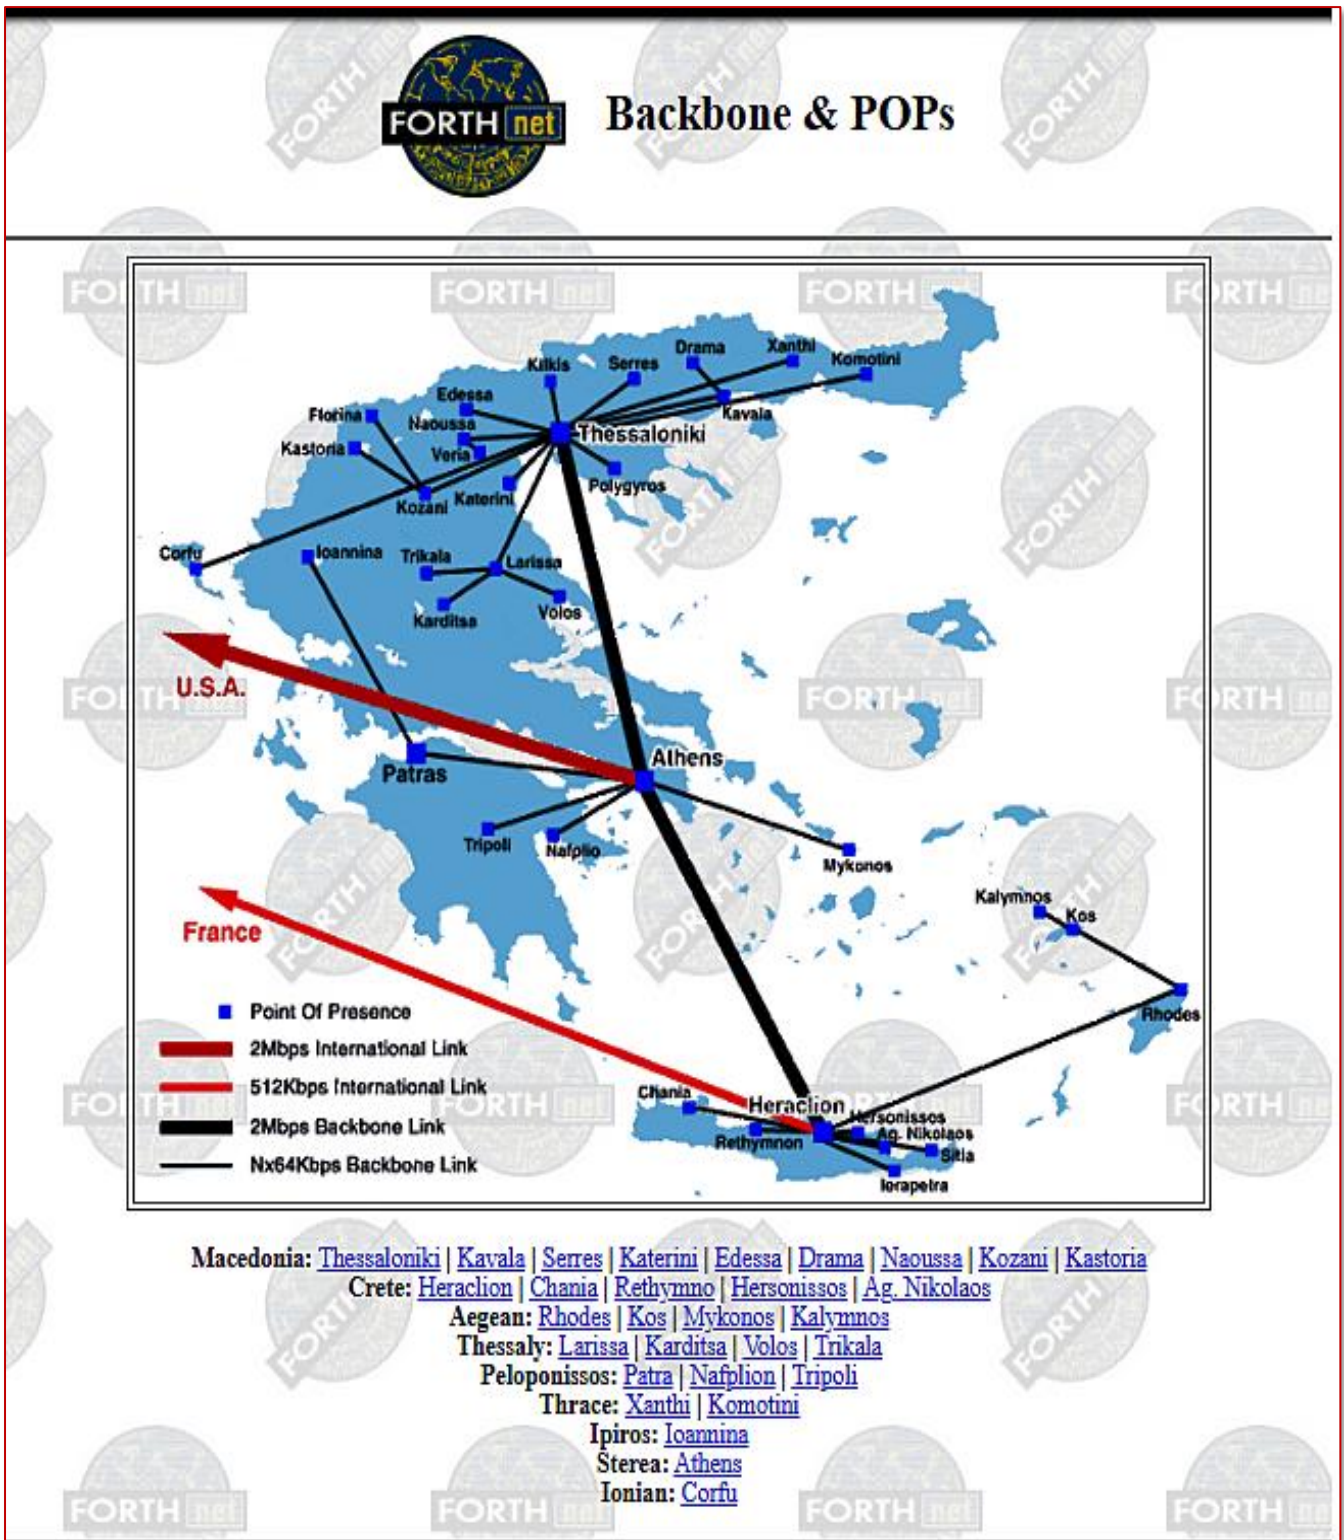 FORTH net
Backbone & POPs
Drama
Xanthi
Kilkis
Serres
Komotini
Edessa
Florina
Naoussa
Kavala
Thessaloniki
Kastoria
Veria
Polygyros
Kozani
Katerini
Corfu
Ioannina
Trikala
Larissa
Karditsa
Volos
U.S.A.
Athens
Patras
Tripoli
Nafplio
Mykonos
Kalymnos
Kos
France
Rhodes
Point Of Presence
2Mbps International Link
512Kbps International Link
2Mbps Backbone Link
Nx64Kbps Backbone Link
Chania
Heraclion
Hersonissos
Rethymnon
Ag. Nikolaos
Sitia
Ierapetra
Macedonia: Thessaloniki | Kavala | Serres | Katerini | Edessa | Drama | Naoussa | Kozani | Kastoria
Crete: Heraclion | Chania | Rethymno | Hersonissos | Ag. Nikolaos
Aegean: Rhodes | Kos | Mykonos | Kalymnos
Thessaly: Larissa | Karditsa | Volos | Trikala
Peloponissos: Patra | Nafplion | Tripoli
Thrace: Xanthi | Komotini
Ipiros: Ioannina
Sterea: Athens
Ionian: Corfu